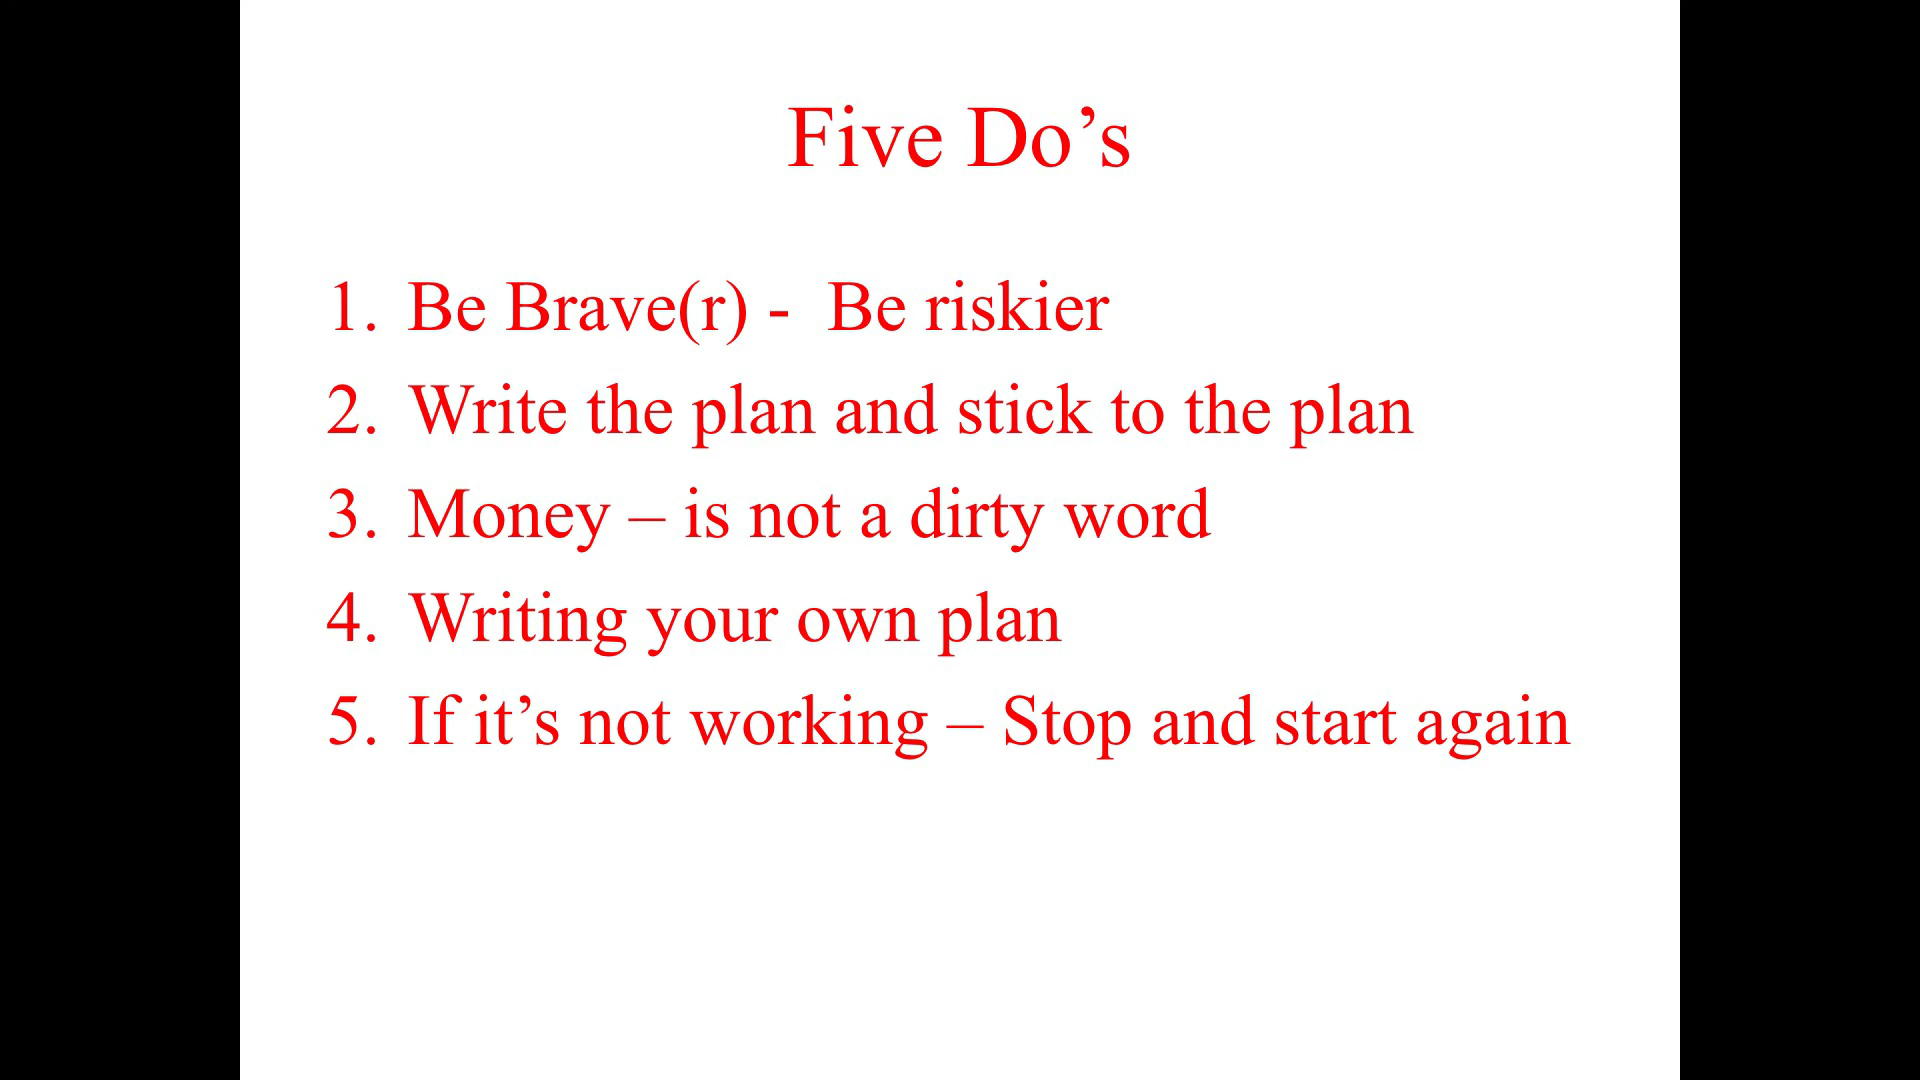 Five Do’s
1. Be Brave(r) -  Be riskier
2. Write the plan and stick to the plan
3. Money – is not a dirty word
4. Writing your own plan
5. If it’s not working – Stop and start again